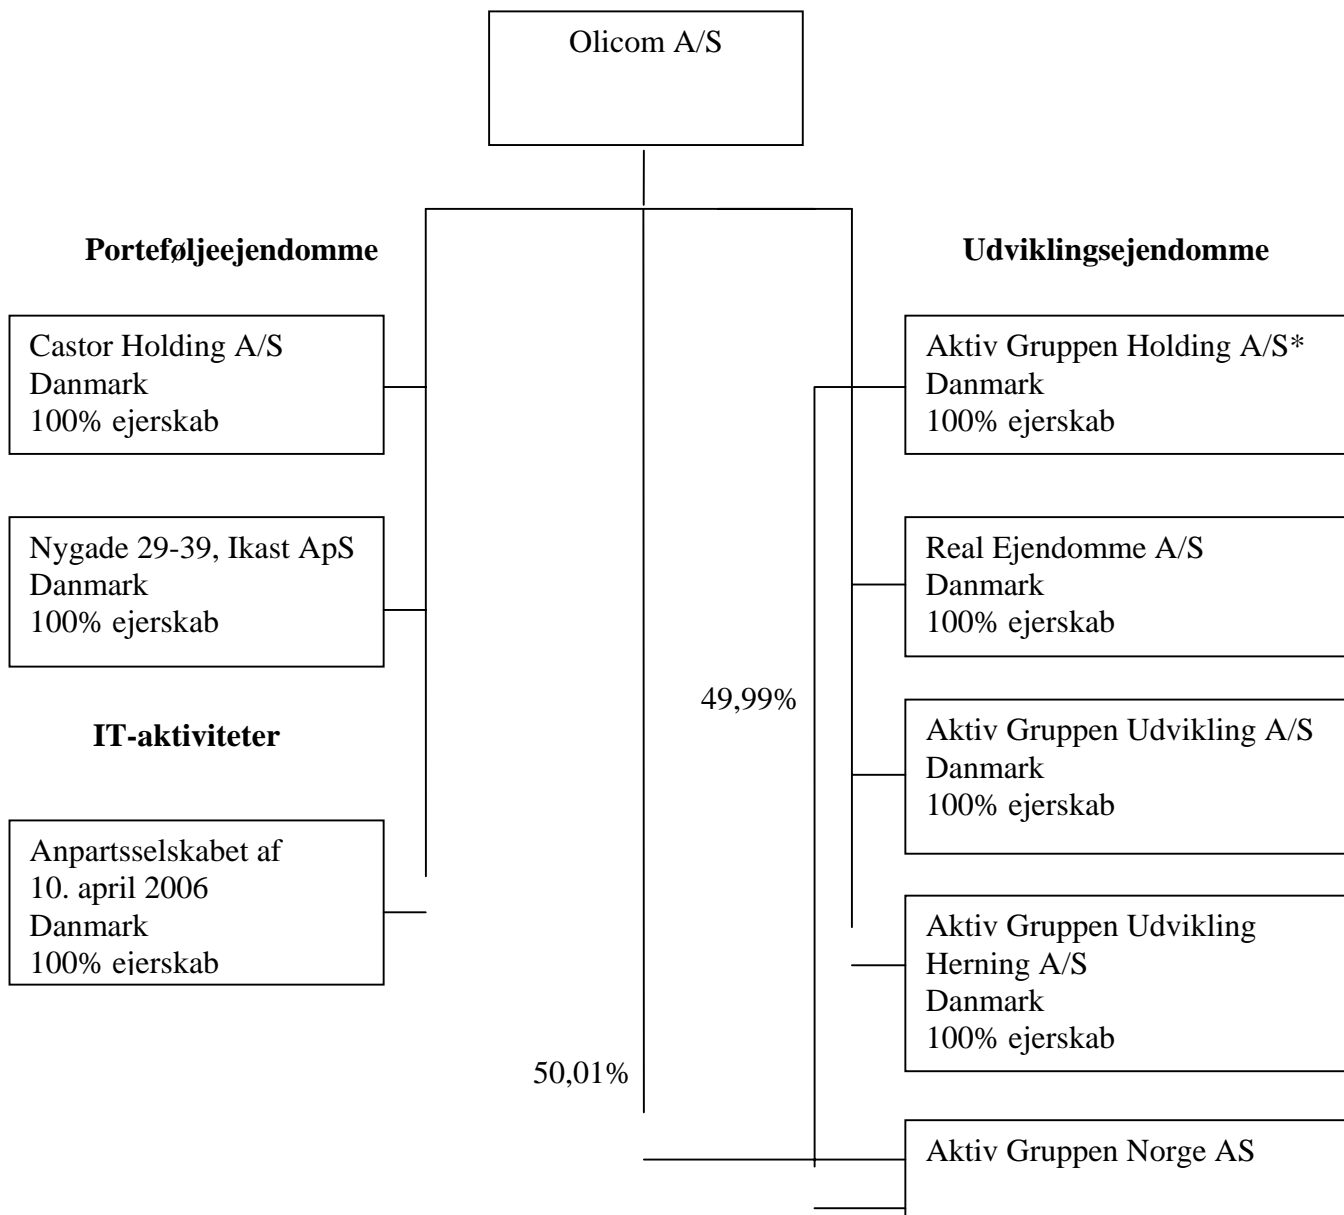 Olicom A/S
Porteføljeejendomme
Castor Holding A/S
Danmark
100% ejerskab
Nygade 29-39, Ikast ApS
Danmark
100% ejerskab
IT-aktiviteter
Anpartsselskabet af
10. april 2006
Danmark
100% ejerskab
50,01%
49,99%
Udviklingsejendomme
Aktiv Gruppen Holding A/S*
Danmark
100% ejerskab
Real Ejendomme A/S
Danmark
100% ejerskab
Aktiv Gruppen Udvikling A/S
Danmark
100% ejerskab
Aktiv Gruppen Udvikling
Herning A/S
Danmark
100% ejerskab
Aktiv Gruppen Norge AS